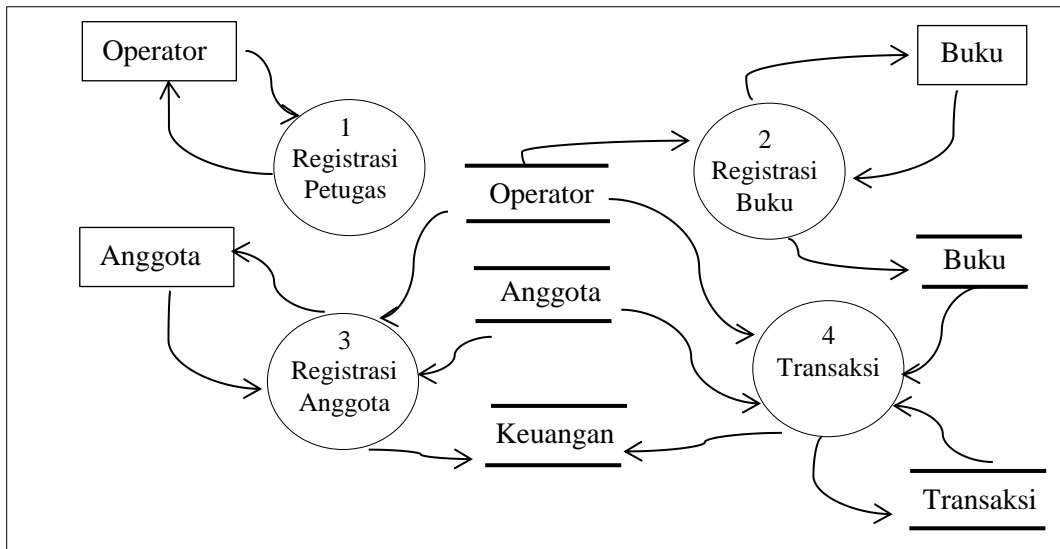 Operator
Buku
1
Registrasi
Petugas
2
Registrasi
Buku
Operator
Anggota
Buku
Anggota
3
Registrasi
Anggota
4
Transaksi
Keuangan
Transaksi